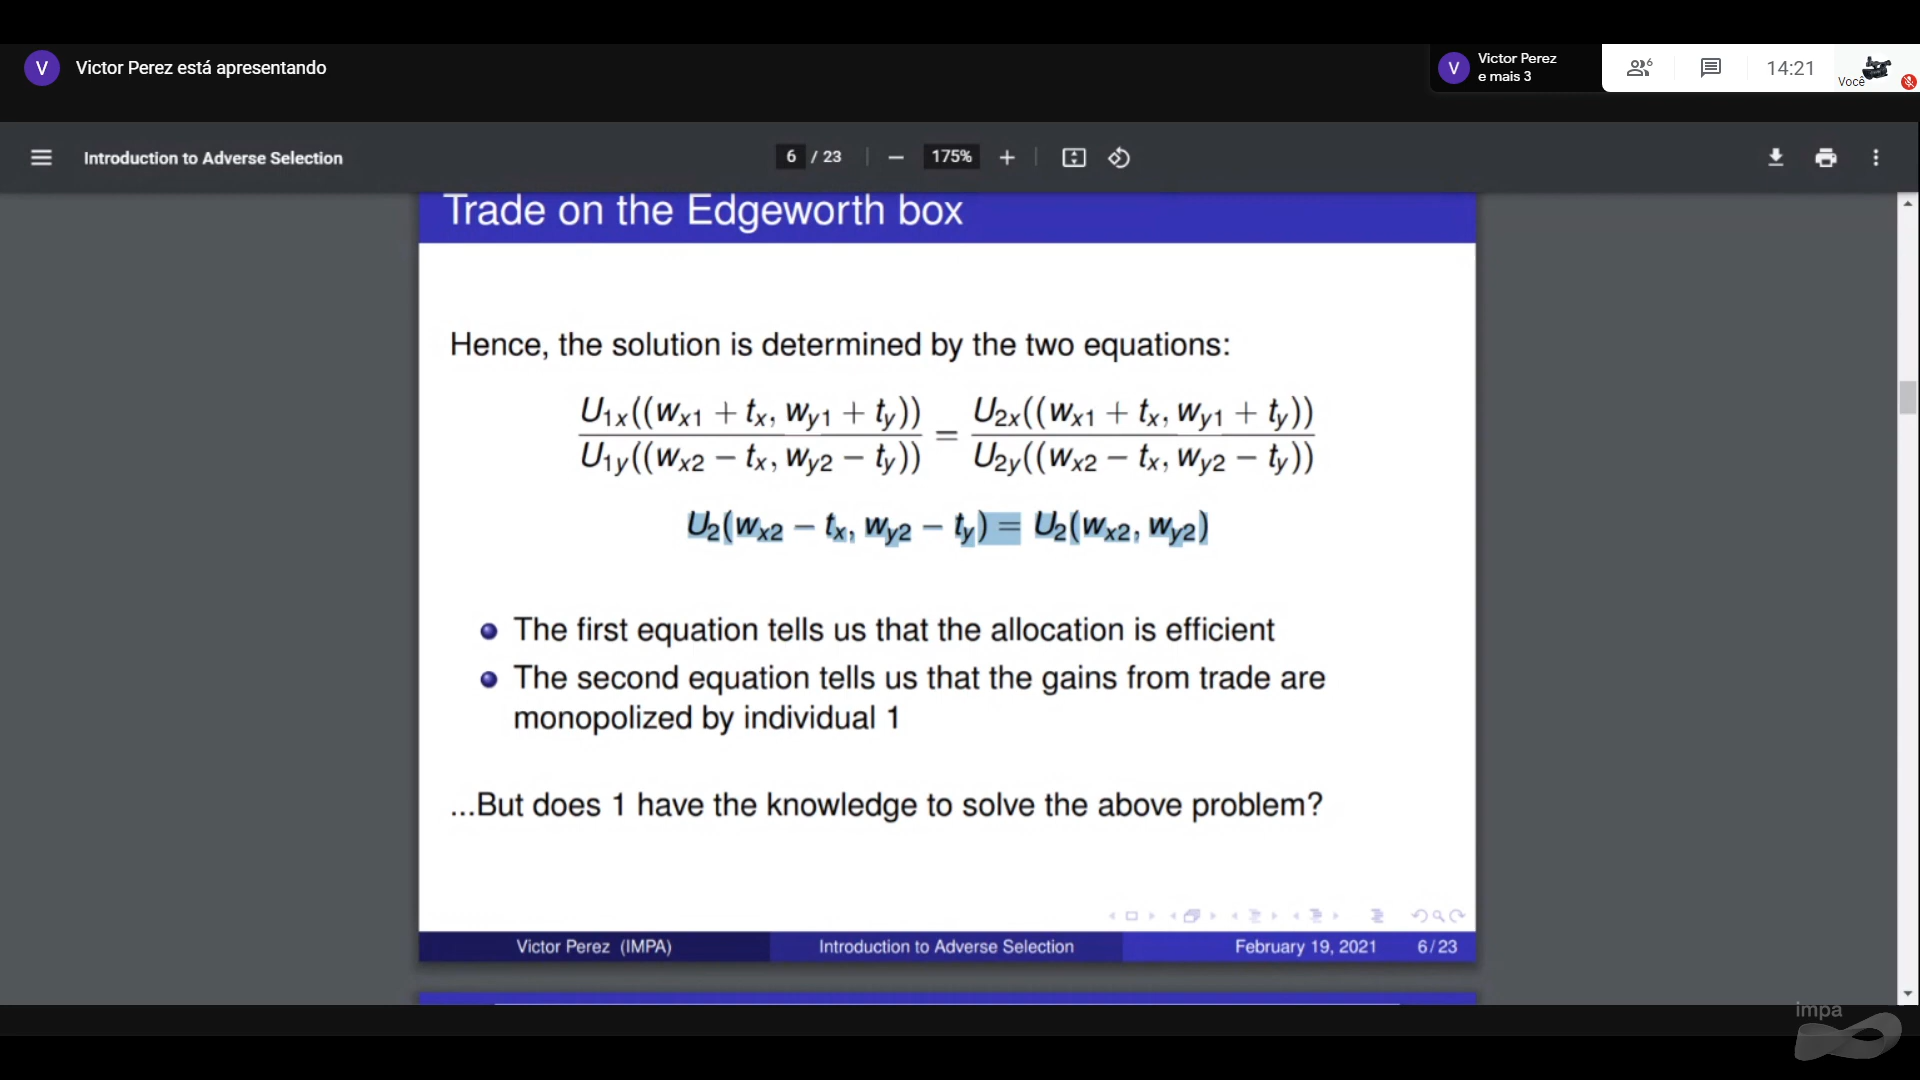 V Victor Perez está apresentando
V Victor Perez
e mais 3
6
14:21
Você
Introduction to Adverse Selection
6 / 23
175%
Trade on the Edgeworth box
Hence, the solution is determined by the two equations:
U1x((wx1 + tx, wy1 + ty)) / U1y((wx2 − tx, wy2 − ty)) = U2x((wx1 + tx, wy1 + ty)) / U2y((wx2 − tx, wy2 − ty))
U2(wx2 − tx, wy2 − ty) = U2(wx2, wy2)
The first equation tells us that the allocation is efficient
The second equation tells us that the gains from trade are
monopolized by individual 1
...But does 1 have the knowledge to solve the above problem?
Victor Perez (IMPA) Introduction to Adverse Selection February 19, 2021 6/23
impa